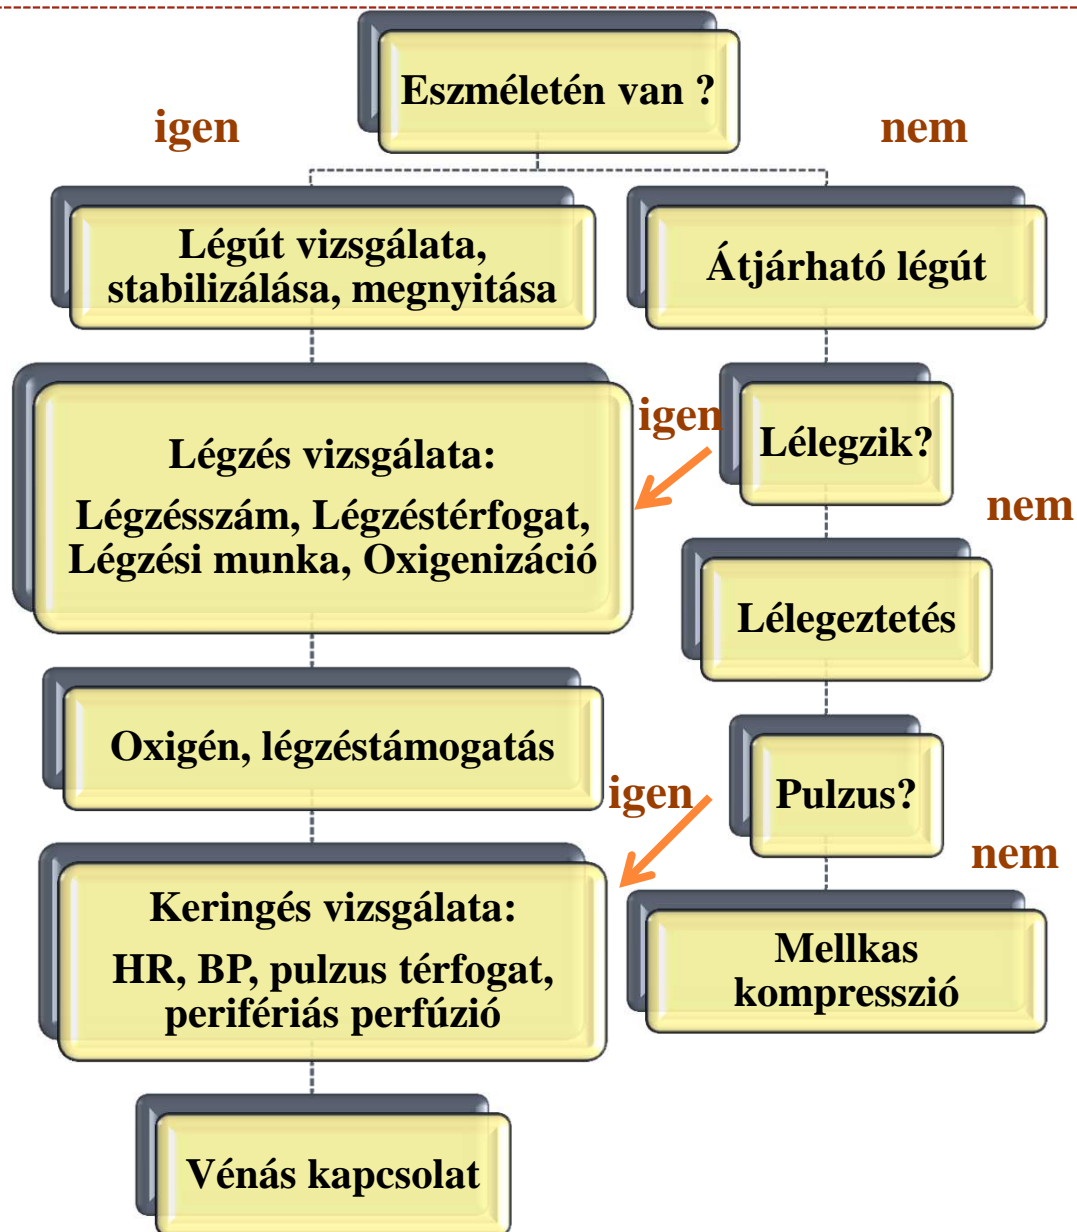 Eszméletén van ?
igen
nem
Légút vizsgálata,
stabilizálása, megnyitása
Átjárható légút
Légzés vizsgálata:
Légzésszám, Légzéstérfogat,
Légzési munka, Oxigenizáció
igen
Lélegzik?
nem
Lélegeztetés
Oxigén, légzéstámogatás
igen
Pulzus?
nem
Keringés vizsgálata:
HR, BP, pulzus térfogat,
perifériás perfúzió
Mellkas
kompresszió
Vénás kapcsolat